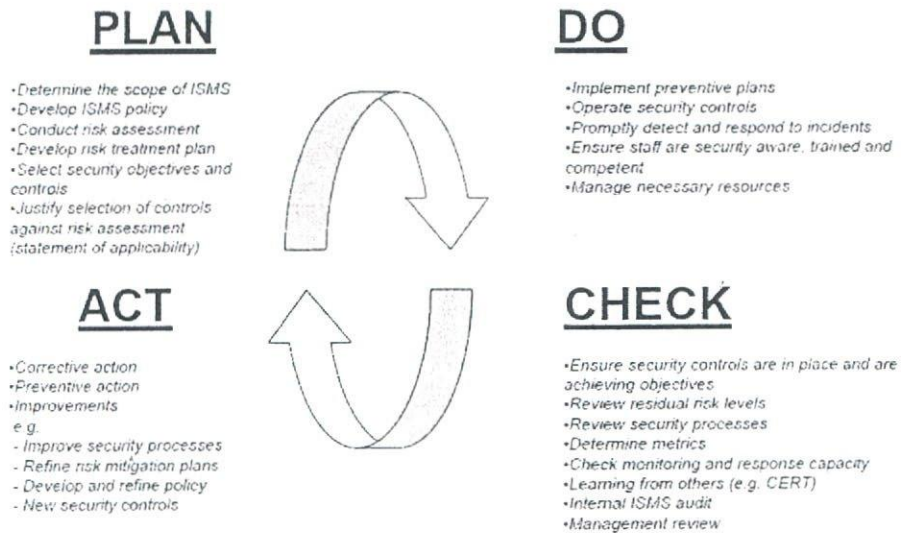 PLAN
•Determine the scope of ISMS
•Develop ISMS policy
•Conduct risk assessment
•Develop risk treatment plan
•Select security objectives and
controls
•Justify selection of controls
against risk assessment
(statement of applicability)
DO
•Implement preventive plans
•Operate security controls
•Promptly detect and respond to incidents
•Ensure staff are security aware, trained and
competent
•Manage necessary resources
ACT
•Corrective action
•Preventive action
•Improvements
e.g.
- Improve security processes
- Refine risk mitigation plans
- Develop and refine policy
- New security controls
CHECK
•Ensure security controls are in place and are
achieving objectives
•Review residual risk levels
•Review security processes
•Determine metrics
•Check monitoring and response capacity
•Learning from others (e.g. CERT)
•Internal ISMS audit
•Management review